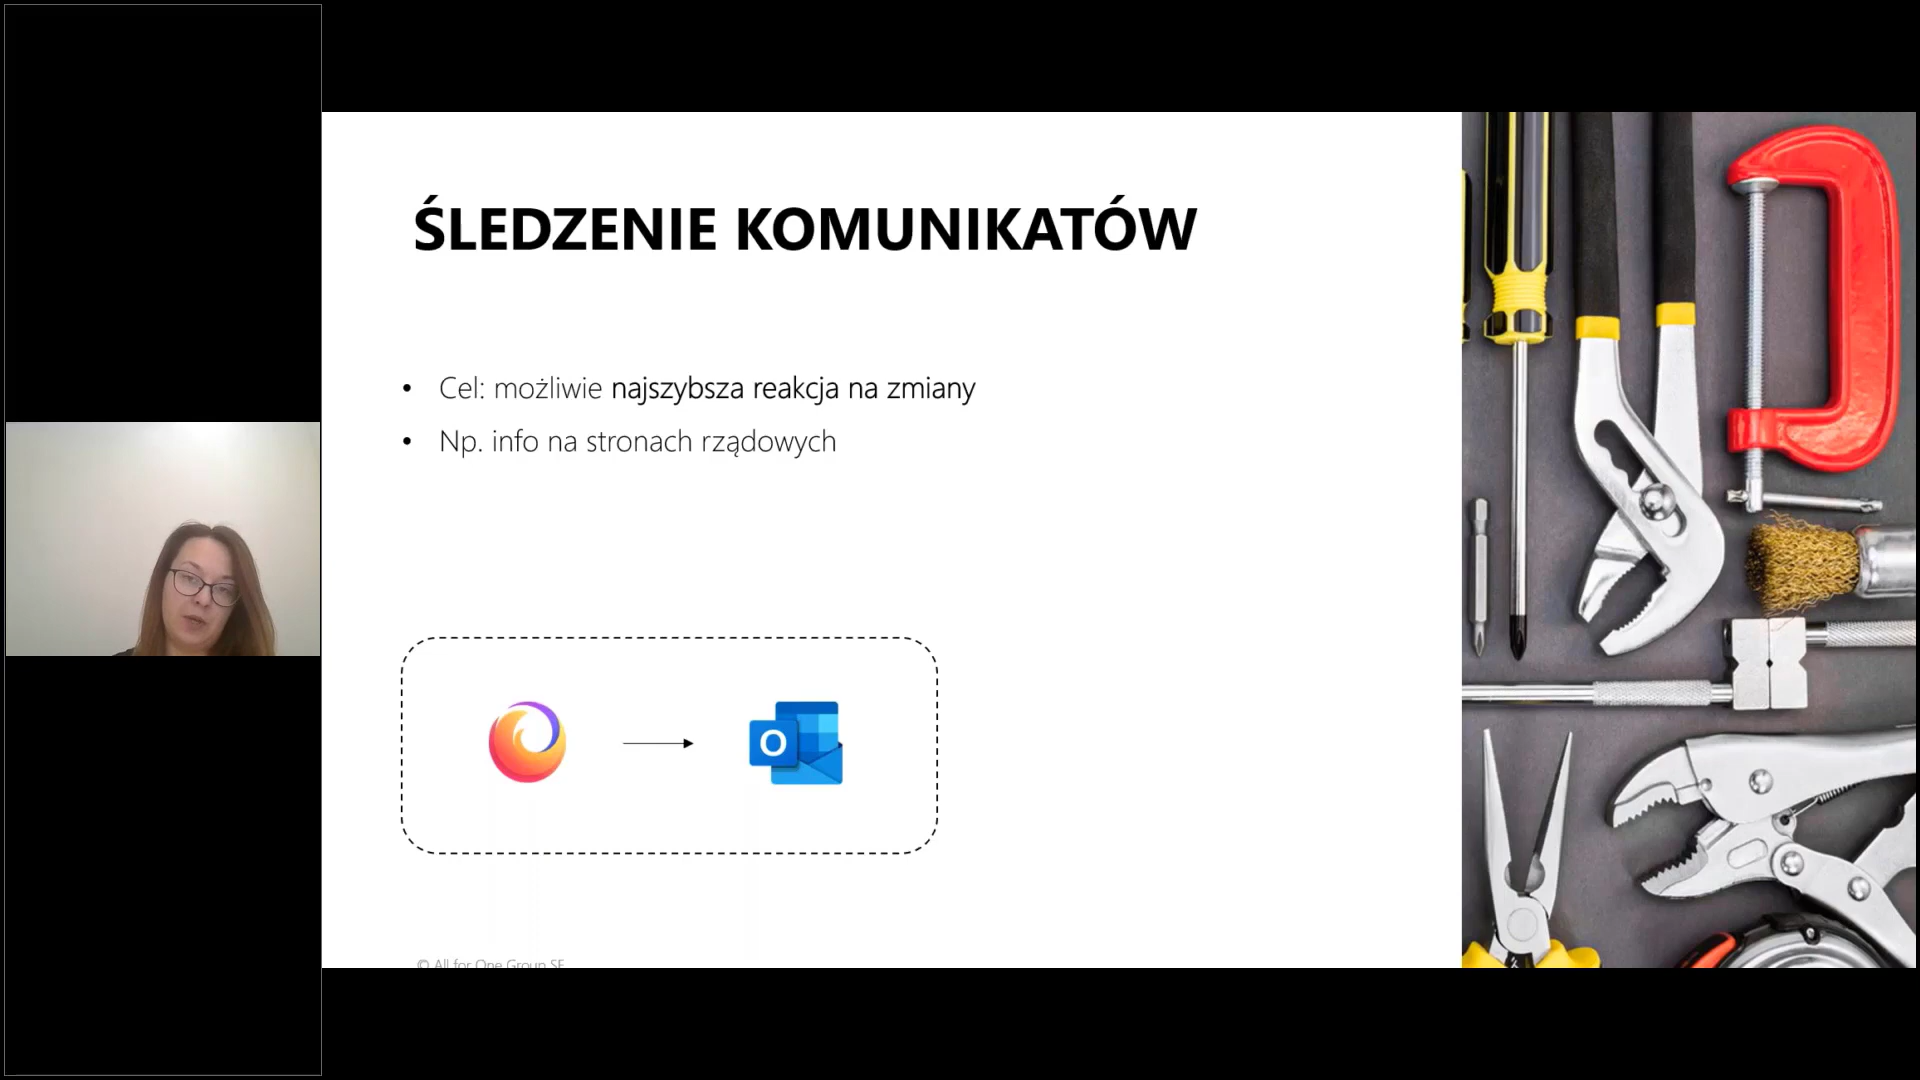 ŚLEDZENIE KOMUNIKATÓW
• Cel: możliwie najszybsza reakcja na zmiany
• Np. info na stronach rządowych
O
© All for One Group SE